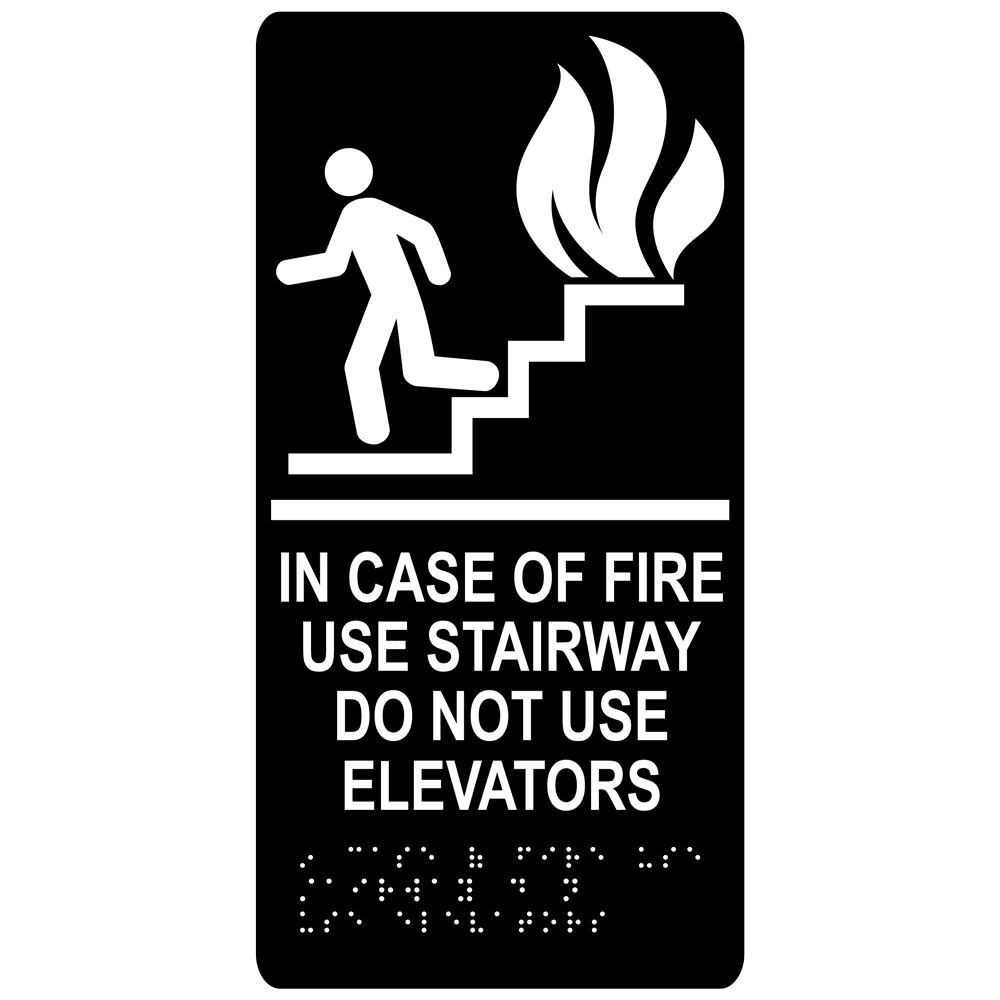 IN CASE OF FIRE
USE STAIRWAY
DO NOT USE
ELEVATORS
⠔ ⠉⠁⠎⠑ ⠷ ⠋⠊⠗⠑ ⠥⠎⠑
⠌⠁⠊⠗⠺⠁⠽ ⠙ ⠝
⠥⠎⠑ ⠑⠇⠑⠧⠁⠞⠕⠗⠎